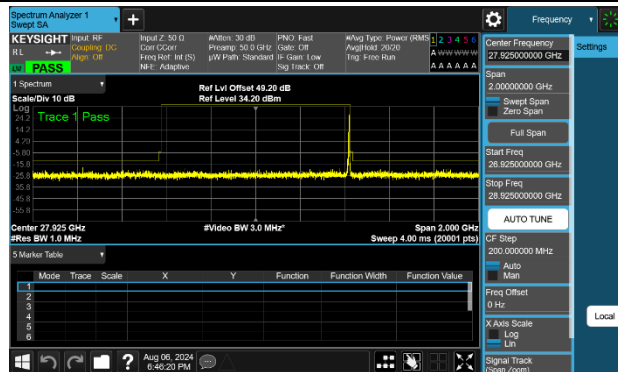 Spectrum Analyzer 1
Swept SA
Frequency
KEYSIGHT
Input: RF
Input Z: 50 Ω
#Atten: 30 dB
PNO: Fast
#Avg Type: Power (RMS
1 2 3 4 5 6
R L
Coupling: DC
Corr CCorr
Preamp: 50.0 GHz
Gate: Off
Avg|Hold: 20/20
Align: Off
Freq Ref: Int (S)
µW Path: Standard
IF Gain: Low
Trig: Free Run
NFE: Adaptive
Sig Track: Off
A A A A A A
PASS
1 Spectrum
Ref Lvl Offset 49.20 dB
Scale/Div 10 dB
Ref Level 34.20 dBm
Log
Trace 1 Pass
24.2
14.2
4.20
-5.80
-15.8
-25.8
-35.8
-45.8
-55.8
Center 27.925 GHz
#Video BW 3.0 MHz*
Span 2.000 GHz
#Res BW 1.0 MHz
Sweep 4.00 ms (20001 pts)
5 Marker Table
Mode
Trace
Scale
X
Y
Function
Function Width
Function Value
1
2
3
4
5
6
Aug 06, 2024
6:46:20 PM
Center Frequency
27.925000000 GHz
Settings
Span
2.00000000 GHz
Swept Span
Zero Span
Full Span
Start Freq
26.925000000 GHz
Stop Freq
28.925000000 GHz
AUTO TUNE
CF Step
200.000000 MHz
Auto
Man
Freq Offset
0 Hz
Local
X Axis Scale
Log
Lin
Signal Track
(Span Zoom)